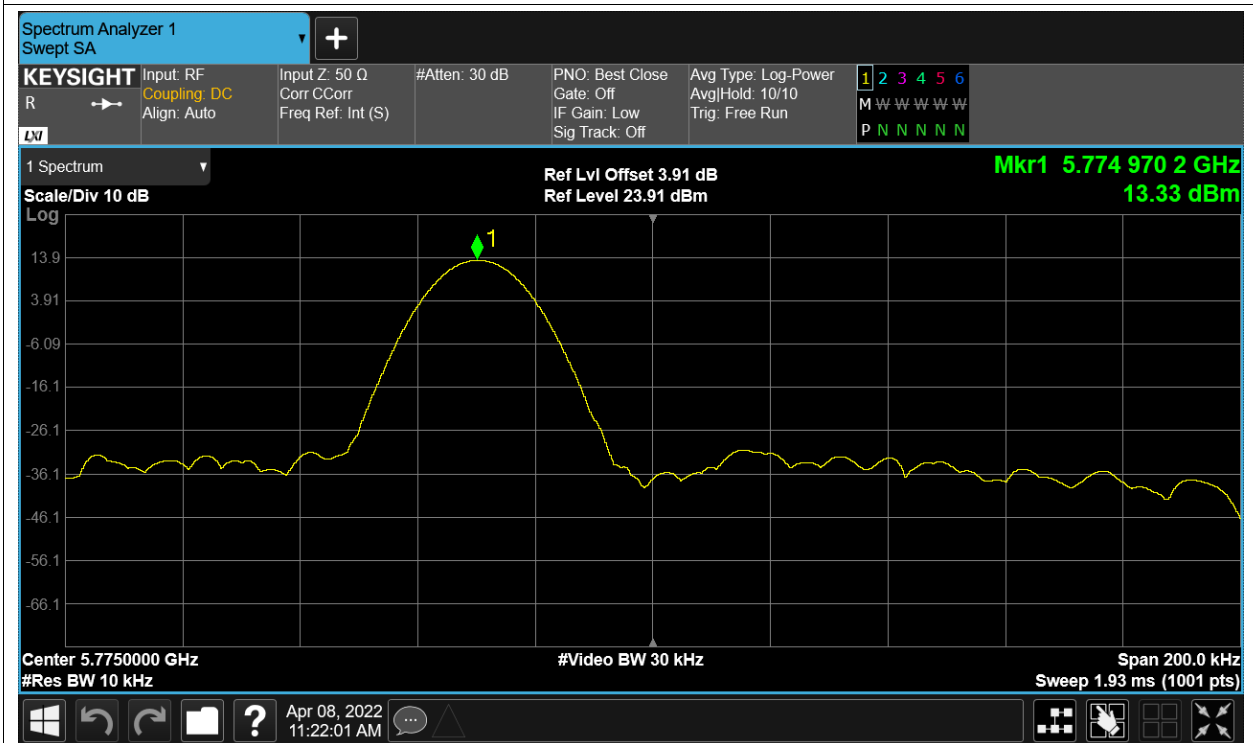 Spectrum Analyzer 1
Swept SA
KEYSIGHT
R
LXI
Input: RF
Coupling: DC
Align: Auto
Input Z: 50 Ω
Corr CCorr
Freq Ref: Int (S)
#Atten: 30 dB
PNO: Best Close
Gate: Off
IF Gain: Low
Sig Track: Off
Avg Type: Log-Power
Avg|Hold: 10/10
Trig: Free Run
1 2 3 4 5 6
M W W W W W W
P N N N N N N
1 Spectrum
Scale/Div 10 dB
Log
Ref Lvl Offset 3.91 dB
Ref Level 23.91 dBm
Mkr1 5.774 970 2 GHz
13.33 dBm
1
13.9
3.91
-6.09
-16.1
-26.1
-36.1
-46.1
-56.1
-66.1
Center 5.7750000 GHz
#Res BW 10 kHz
#Video BW 30 kHz
Span 200.0 kHz
Sweep 1.93 ms (1001 pts)
?
Apr 08, 2022
11:22:01 AM